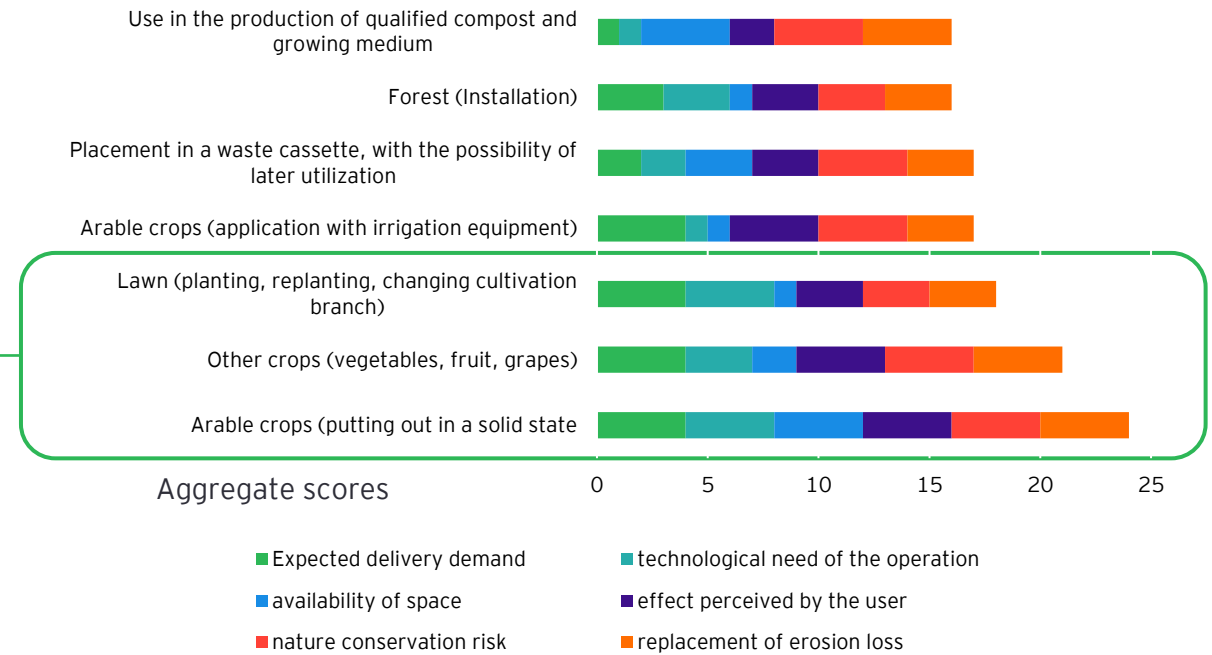 Use in the production of qualified compost and
growing medium
Forest (Installation)
Placement in a waste cassette, with the possibility of
later utilization
Arable crops (application with irrigation equipment)
Lawn (planting, replanting, changing cultivation
branch)
Other crops (vegetables, fruit, grapes)
Arable crops (putting out in a solid state
Aggregate scores
0 5 10 15 20 25
Expected delivery demand
technological need of the operation
availability of space
effect perceived by the user
nature conservation risk
replacement of erosion loss